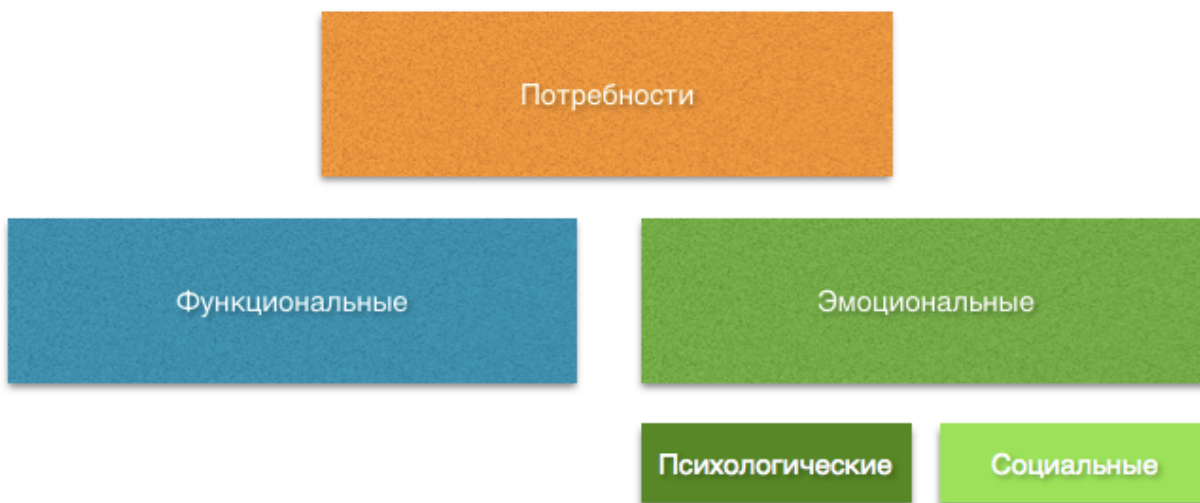 Потребности
Функциональные
Эмоциональные
Психологические
Социальные